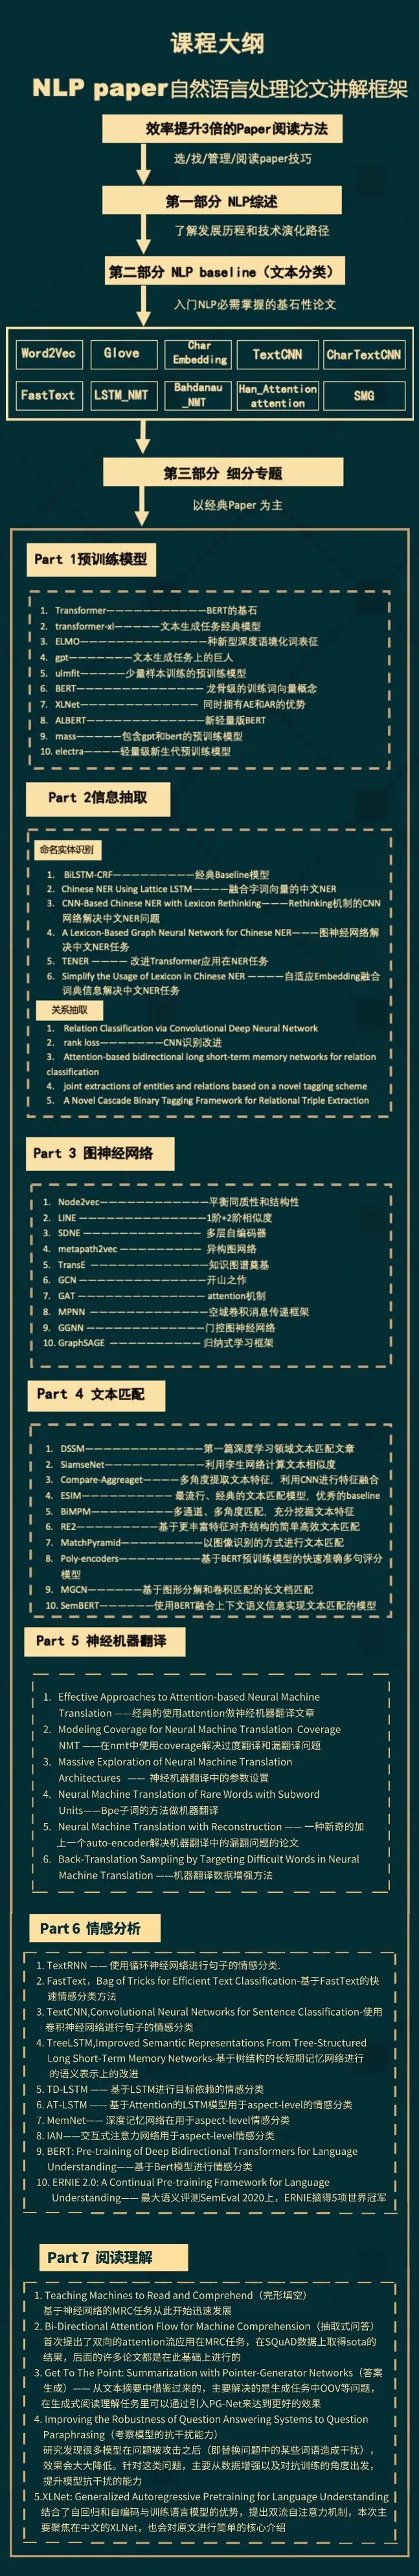 课程大纲
NLP paper自然语言处理论文讲解框架
效率提升3倍的Paper阅读方法
选/找/管理/阅读paper技巧
第一部分 NLP综述
了解发展历程和技术演化路径
第二部分 NLP baseline（文本分类）
入门NLP必需掌握的基石性论文
Word2Vec
Glove
Char
Embedding
TextCNN
CharTextCNN
FastText
LSTM_NMT
Bahdanau
_NMT
Han_Attention
attention
SMG
第三部分 细分专题
以经典Paper 为主
Part 1预训练模型
1. Transformer———————————BERT的基石
2. transformer-xl—————文本生成任务经典模型
3. ELMO——————————————种新型深度语境化词表征
4. gpt———————文本生成任务上的巨人
5. ulmfit—————少量样本训练的预训练模型
6. BERT—————————————— 龙骨级的训练词向量概念
7. XLNet————————————— 同时拥有AE和AR的优势
8. ALBERT—————————————新轻量版BERT
9. mass—————包含gpt和bert的预训练模型
10. electra————轻量级新生代预训练模型
Part 2信息抽取
命名实体识别
1. BiLSTM-CRF—————————经典Baseline模型
2. Chinese NER Using Lattice LSTM————融合字词向量的中文NER
3. CNN-Based Chinese NER with Lexicon Rethinking———Rethinking机制的CNN
网络解决中文NER问题
4. A Lexicon-Based Graph Neural Network for Chinese NER———图神经网络解
决中文NER任务
5. TENER ———— 改进Transformer应用在NER任务
6. Simplify the Usage of Lexicon in Chinese NER ————自适应Embedding融合
词典信息解决中文NER任务
关系抽取
1. Relation Classification via Convolutional Deep Neural Network
2. rank loss———————CNN识别改进
3. Attention-based bidirectional long short-term memory networks for relation
classification
4. joint extractions of entities and relations based on a novel tagging scheme
5. A Novel Cascade Binary Tagging Framework for Relational Triple Extraction
Part 3 图神经网络
1. Node2vec————————————平衡同质性和结构性
2. LINE ——————————————1阶+2阶相似度
3. SDNE ————————————— 多层自编码器
4. metapath2vec —————————— 异构图网络
5. TransE —————————————知识图谱奠基
6. GCN —————————————— 开山之作
7. GAT —————————————— attention机制
8. MPNN —————————————空域卷积消息传递框架
9. GGNN —————————————门控图神经网络
10. GraphSAGE —————————— 归纳式学习框架
Part 4 文本匹配
1. DSSM—————————————第一篇深度学习领域文本匹配文章
2. SiamseNet———————————利用孪生网络计算文本相似度
3. Compare-Aggreaget————多角度提取文本特征，利用CNN进行特征融合
4. ESIM—————————— 最流行、经典的文本匹配模型，优秀的baseline
5. BiMPM——————————多通道、多角度匹配，充分挖掘文本特征
6. RE2—————————基于更丰富特征对齐结构的简单高效文本匹配
7. MatchPyramid—————————以图像识别的方式进行文本匹配
8. Poly-encoders—————————基于BERT预训练模型的快速准确多句评分
模型
9. MGCN——————基于图形分解和卷积匹配的长文档匹配
10. SemBERT——————使用BERT融合上下文语义信息实现文本匹配的模型
Part 5 神经机器翻译
1. Effective Approaches to Attention-based Neural Machine
Translation ——经典的使用attention做神经机器翻译文章
2. Modeling Coverage for Neural Machine Translation Coverage
NMT ——在nmt中使用coverage解决过度翻译和漏翻译问题
3. Massive Exploration of Neural Machine Translation
Architectures —— 神经机器翻译中的参数设置
4. Neural Machine Translation of Rare Words with Subword
Units——Bpe子词的方法做机器翻译
5. Neural Machine Translation with Reconstruction —— 一种新奇的加
上一个auto-encoder解决机器翻译中的漏翻问题的论文
6. Back-Translation Sampling by Targeting Difficult Words in Neural
Machine Translation ——机器翻译数据增强方法
Part 6 情感分析
1. TextRNN —— 使用循环神经网络进行句子的情感分类.
2. FastText，Bag of Tricks for Efficient Text Classification-基于FastText的快
速情感分类方法
3. TextCNN,Convolutional Neural Networks for Sentence Classification-使用
卷积神经网络进行句子的情感分类
4. TreeLSTM,Improved Semantic Representations From Tree-Structured
Long Short-Term Memory Networks-基于树结构的长短期记忆网络进行
的语义表示上的改进
5. TD-LSTM —— 基于LSTM进行目标依赖的情感分类
6. AT-LSTM —— 基于Attention的LSTM模型用于aspect-level的情感分类
7. MemNet—— 深度记忆网络在用于aspect-level情感分类
8. IAN——交互式注意力网络用于aspect-level情感分类
9. BERT: Pre-training of Deep Bidirectional Transformers for Language
Understanding——基于Bert模型进行情感分类
10. ERNIE 2.0: A Continual Pre-training Framework for Language
Understanding—— 最大语义评测SemEval 2020上，ERNIE摘得5项世界冠军
Part 7 阅读理解
1. Teaching Machines to Read and Comprehend（完形填空）
基于神经网络的MRC任务从此开始迅速发展
2. Bi-Directional Attention Flow for Machine Comprehension（抽取式问答）
首次提出了双向的attention流应用在MRC任务，在SQuAD数据上取得sota的
结果，后面的许多论文都是在此基础上进行的
3. Get To The Point: Summarization with Pointer-Generator Networks（答案
生成）—— 从文本摘要中借鉴过来的，主要解决的是生成任务中OOV等问题，
在生成式阅读理解任务里可以通过引入PG-Net来达到更好的效果
4. Improving the Robustness of Question Answering Systems to Question
Paraphrasing（考察模型的抗干扰能力）
研究发现很多模型在问题被攻击之后（即替换问题中的某些词语造成干扰），
效果会大大降低。针对这类问题，主要从数据增强以及对抗训练的角度出发，
提升模型抗干扰的能力
5.XLNet: Generalized Autoregressive Pretraining for Language Understanding
结合了自回归和自编码与训练语言模型的优势，提出双流自注意力机制，本次主
要聚焦在中文的XLNet，也会对原文进行简单的核心介绍